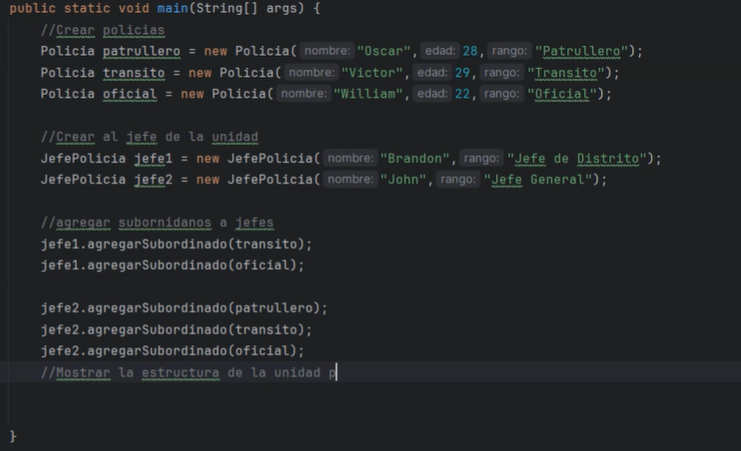 public static void main(String[] args) {
//Crear policias
Policia patrullero = new Policia( nombre: "Oscar", edad: 28, rango: "Patrullero");
Policia transito = new Policia( nombre: "Victor", edad: 29, rango: "Transito");
Policia oficial = new Policia( nombre: "William", edad: 22, rango: "Oficial");
//Crear al jefe de la unidad
JefePolicia jefe1 = new JefePolicia( nombre: "Brandon", rango: "Jefe de Distrito");
JefePolicia jefe2 = new JefePolicia( nombre: "John", rango: "Jefe General");
//agregar subornidanos a jefes
jefe1.agregarSubordinado(transito);
jefe1.agregarSubordinado(oficial);
jefe2.agregarSubordinado(patrullero);
jefe2.agregarSubordinado(transito);
jefe2.agregarSubordinado(oficial);
//Mostrar la estructura de la unidad p
}